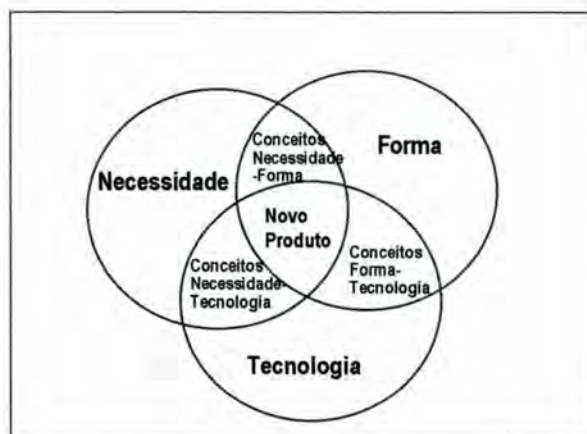 Forma
Necessidade
Conceitos
Necessidade
-Forma
Novo
Produto
Conceitos
Necessidade-
Tecnologia
Conceitos
Forma-
Tecnologia
Tecnologia